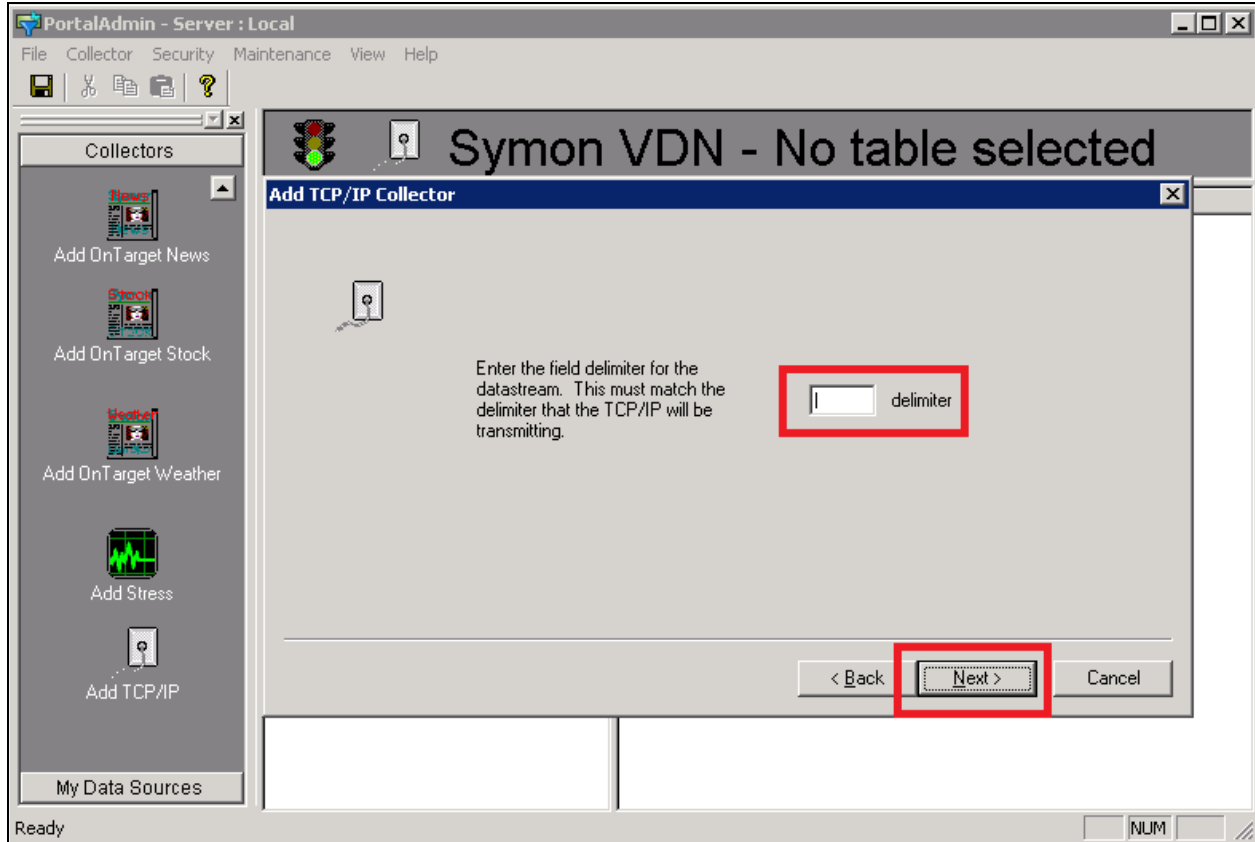 PortalAdmin - Server : Local
File Collector Security Maintenance View Help
Collectors
Symon VDN - No table selected
Add TCP/IP Collector
News
Add OnTarget News
Stock
Add OnTarget Stock
Weather
Add OnTarget Weather
Add Stress
Add TCP/IP
Enter the field delimiter for the
datastream. This must match the
delimiter that the TCP/IP will be
transmitting.
| delimiter
< Back Next > Cancel
My Data Sources
Ready NUM